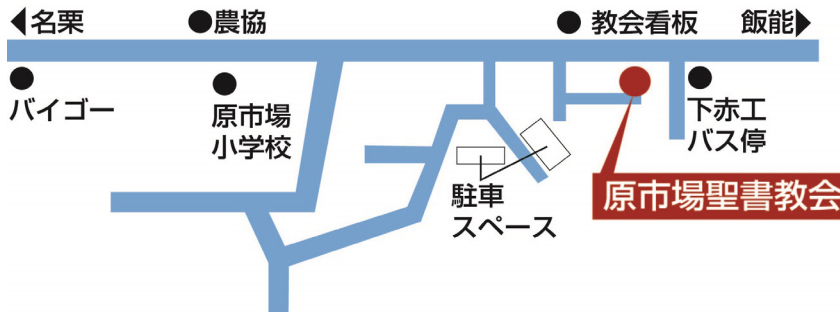 ◀名栗
●農協
● 教会看板
飯能▶
バイゴー
原市場
小学校
下赤工
バス停
駐車
スペース
原市場聖書教会